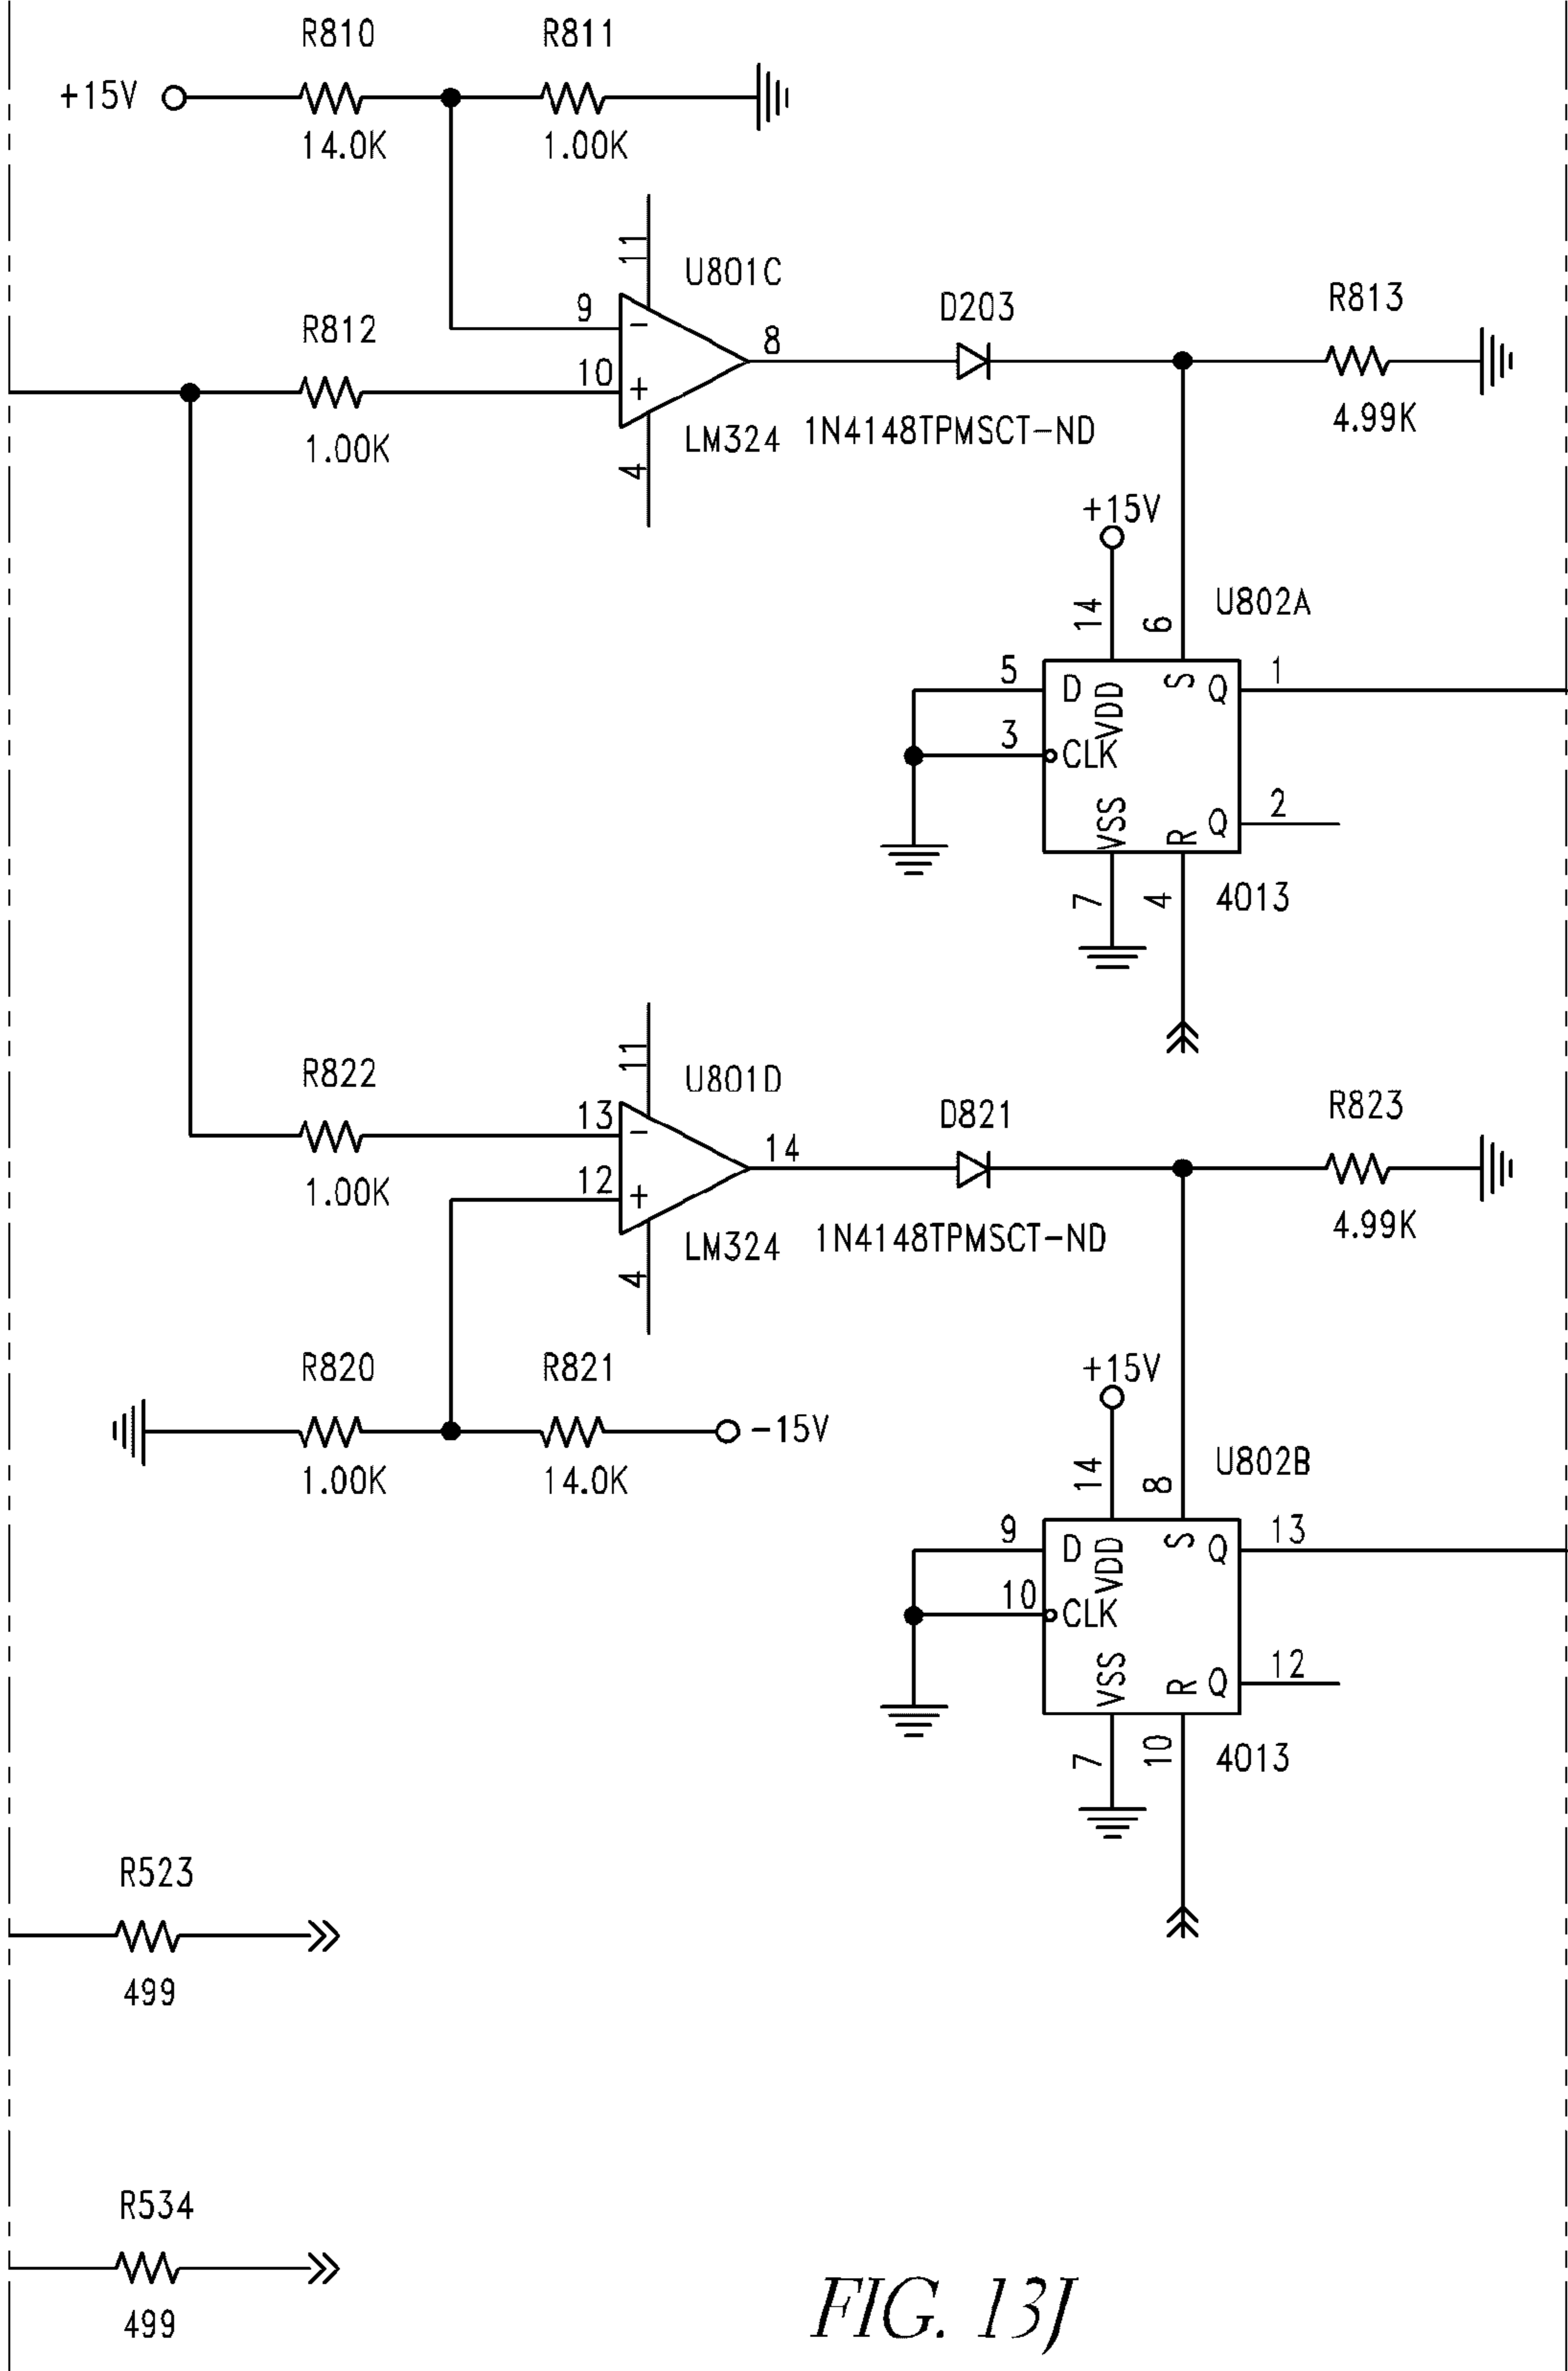 R810
R811
+15V
14.0K
1.00K
11
U801C
9
−
8
D203
R813
R812
10
+
1.00K
LM324
1N4148TPMSCT-ND
4.99K
4
+15V
14
6
U802A
5
D
VDD
S
Q
1
3
CLK
2
VSS
R
Q
7
4
4013
11
U801D
R822
13
−
14
D821
R823
12
+
1.00K
LM324
1N4148TPMSCT-ND
4.99K
4
R820
R821
+15V
-15V
1.00K
14.0K
14
8
U802B
9
D
VDD
S
Q
13
10
CLK
12
VSS
R
Q
7
10
4013
R523
499
R534
499
FIG. 13J